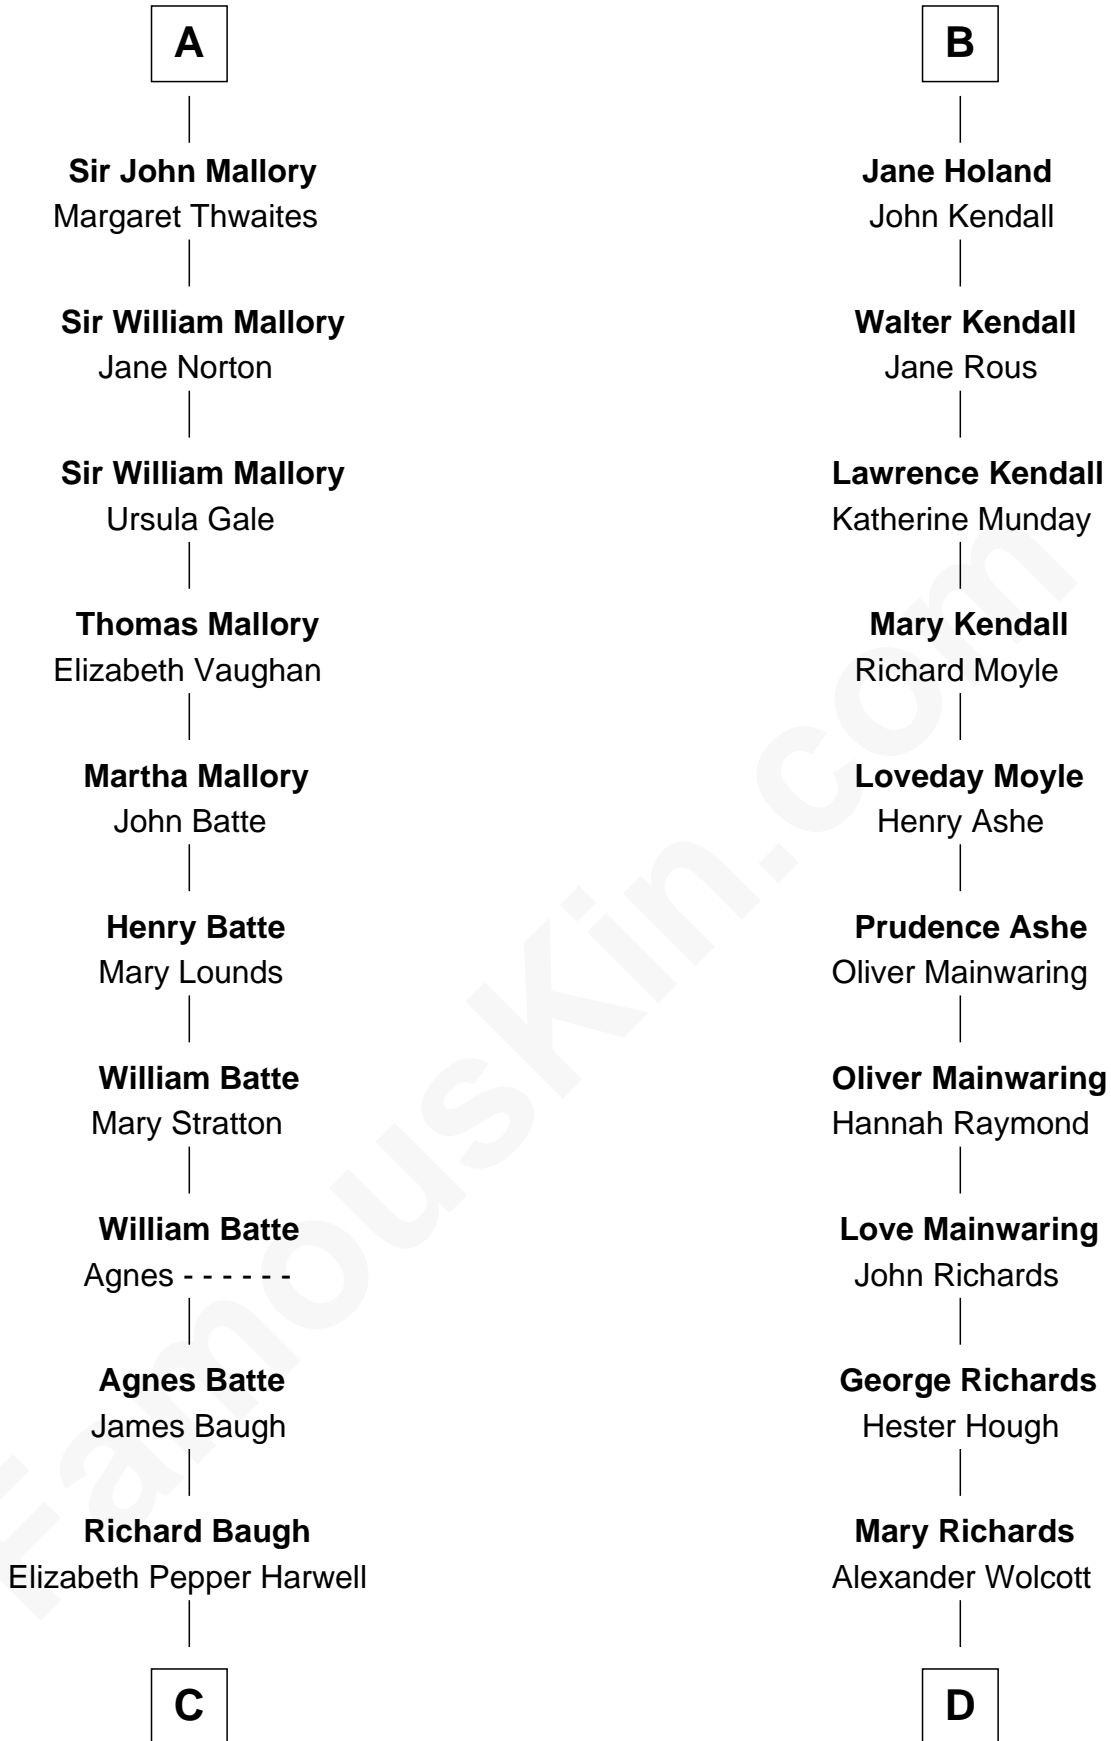 A
Sir John Mallory
Margaret Thwaites
Sir William Mallory
Jane Norton
Sir William Mallory
Ursula Gale
Thomas Mallory
Elizabeth Vaughan
Martha Mallory
John Batte
Henry Batte
Mary Lounds
William Batte
Mary Stratton
William Batte
Agnes - - - - - -
Agnes Batte
James Baugh
Richard Baugh
Elizabeth Pepper Harwell
C
B
Jane Holand
John Kendall
Walter Kendall
Jane Rous
Lawrence Kendall
Katherine Munday
Mary Kendall
Richard Moyle
Loveday Moyle
Henry Ashe
Prudence Ashe
Oliver Mainwaring
Oliver Mainwaring
Hannah Raymond
Love Mainwaring
John Richards
George Richards
Hester Hough
Mary Richards
Alexander Wolcott
D
FamousKin.com